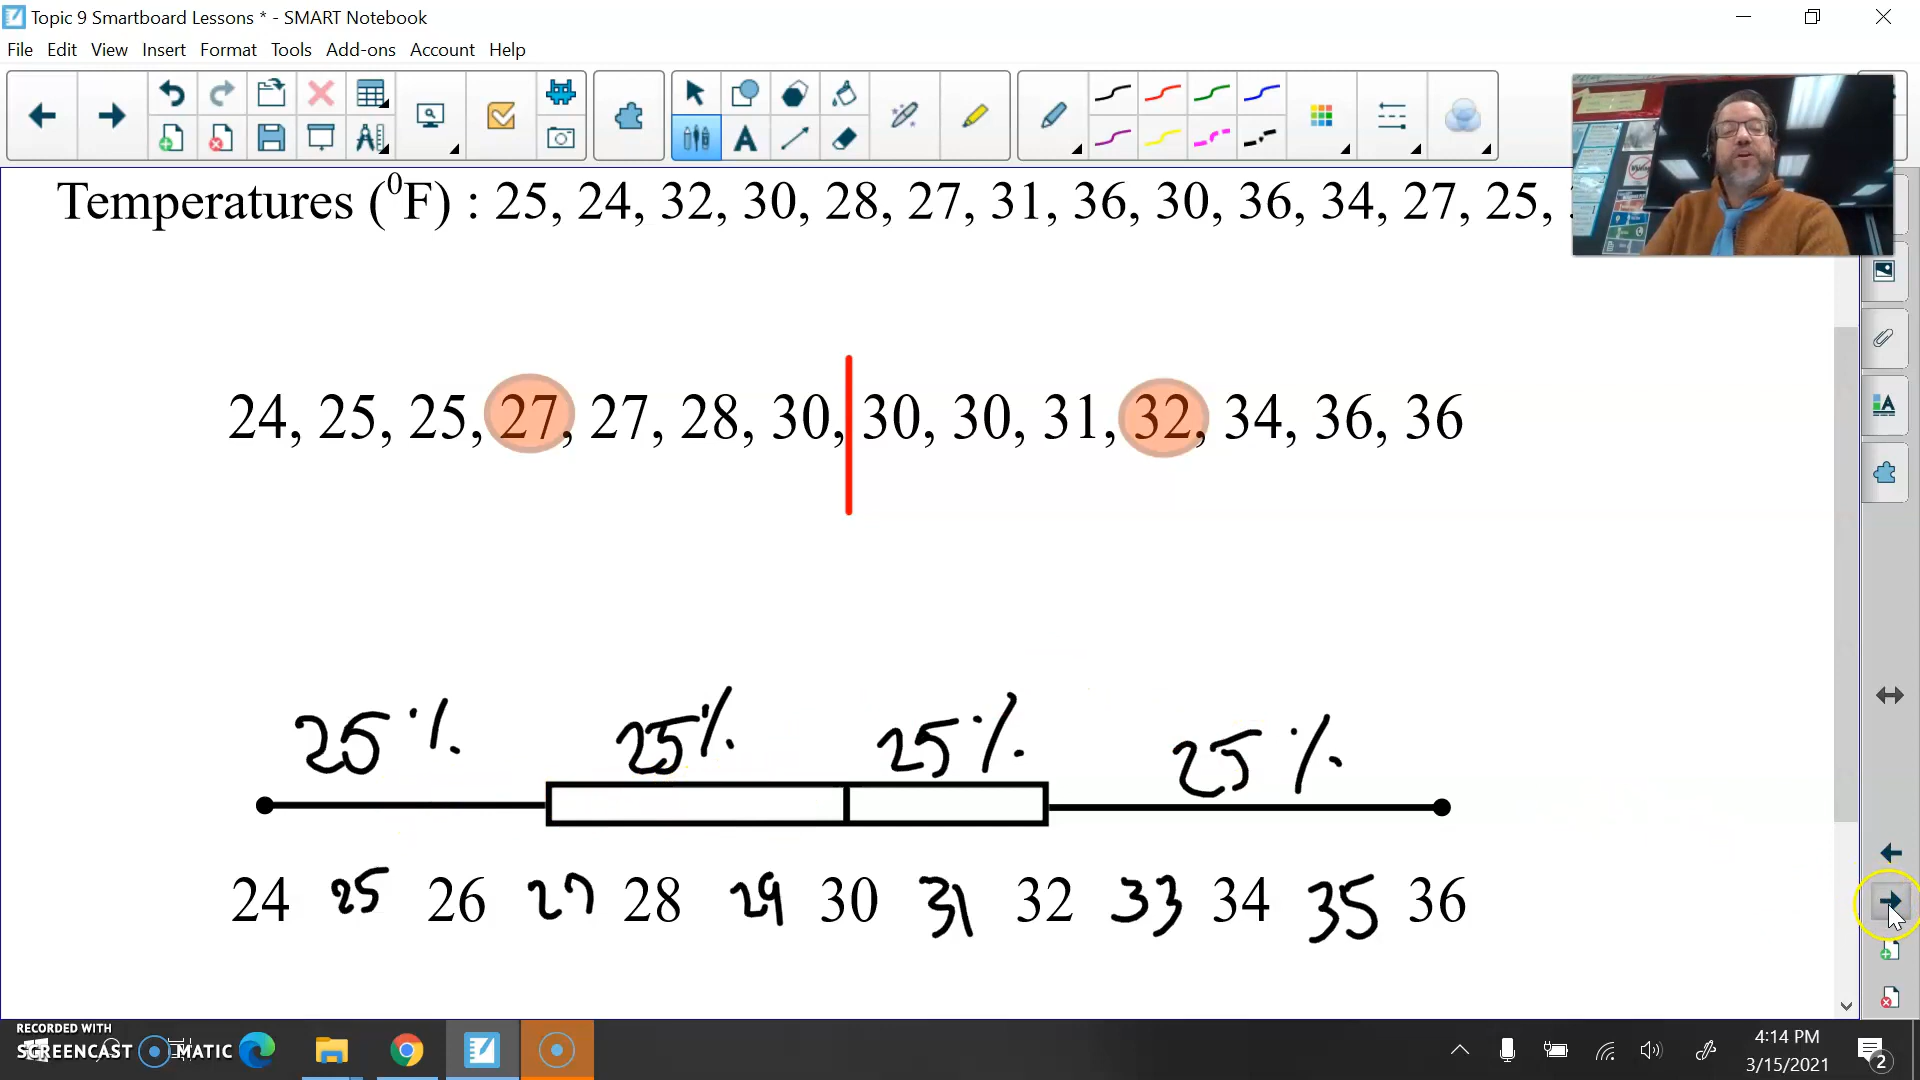 Topic 9 Smartboard Lessons * - SMART Notebook
File Edit View Insert Format Tools Add-ons Account Help
Temperatures (⁰F) : 25, 24, 32, 30, 28, 27, 31, 36, 30, 36, 34, 27, 25,
24, 25, 25, 27, 27, 28, 30, 30, 30, 31, 32, 34, 36, 36
25% 25% 25% 25%
24 25 26 27 28 29 30 31 32 33 34 35 36
RECORDED WITH
SCREENCAST MATIC
4:14 PM
3/15/2021
2